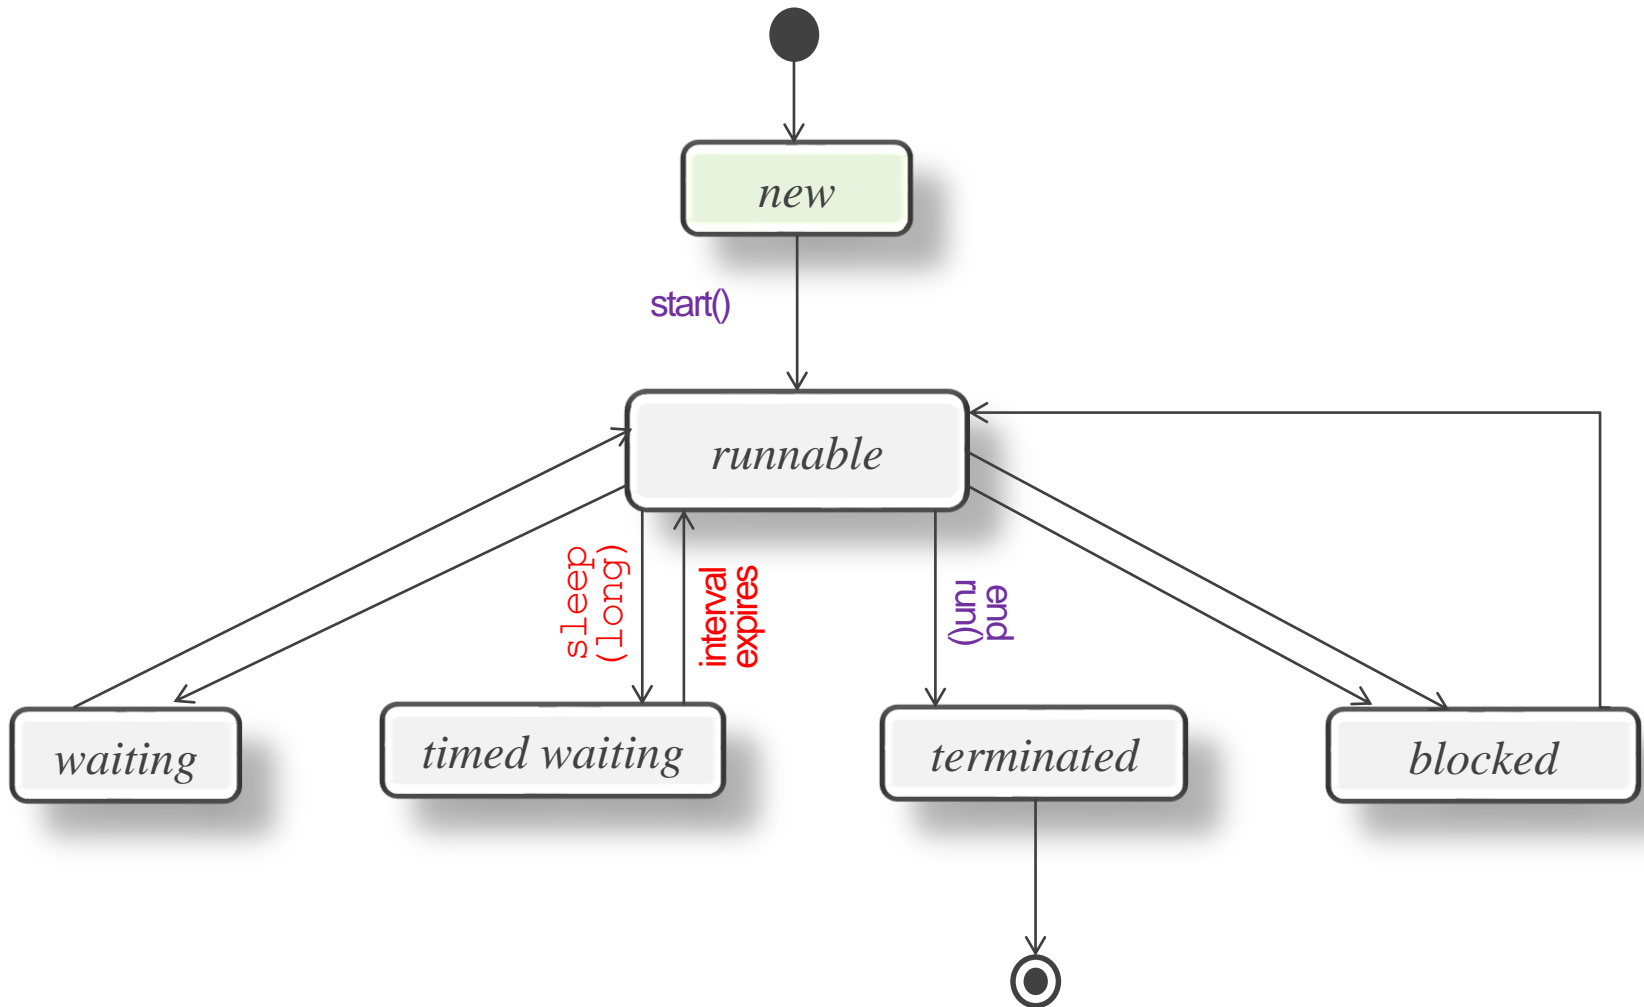 new
start()
runnable
sleep
(long)
interval
expires
end
run()
waiting
timed waiting
terminated
blocked